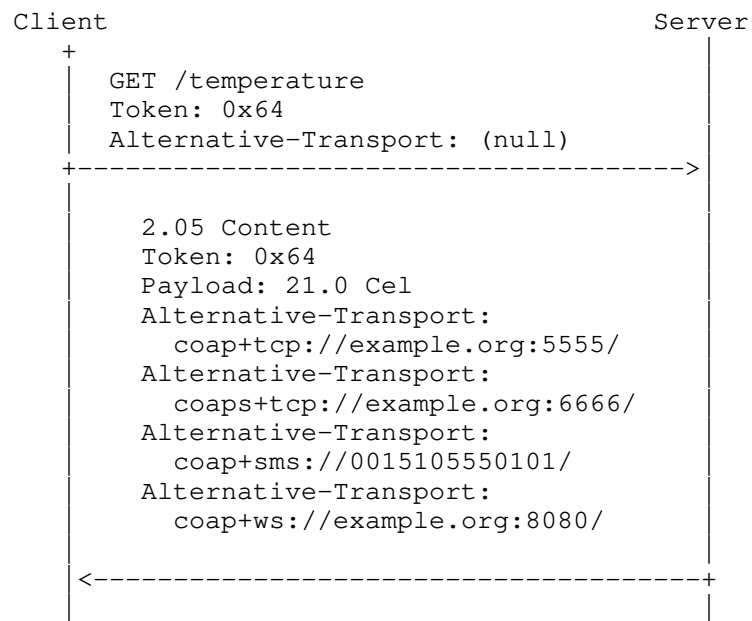 Client Server
GET /temperature
Token: 0x64
Alternative-Transport: (null)
2.05 Content
Token: 0x64
Payload: 21.0 Cel
Alternative-Transport:
coap+tcp://example.org:5555/
Alternative-Transport:
coaps+tcp://example.org:6666/
Alternative-Transport:
coap+sms://0015105550101/
Alternative-Transport:
coap+ws://example.org:8080/